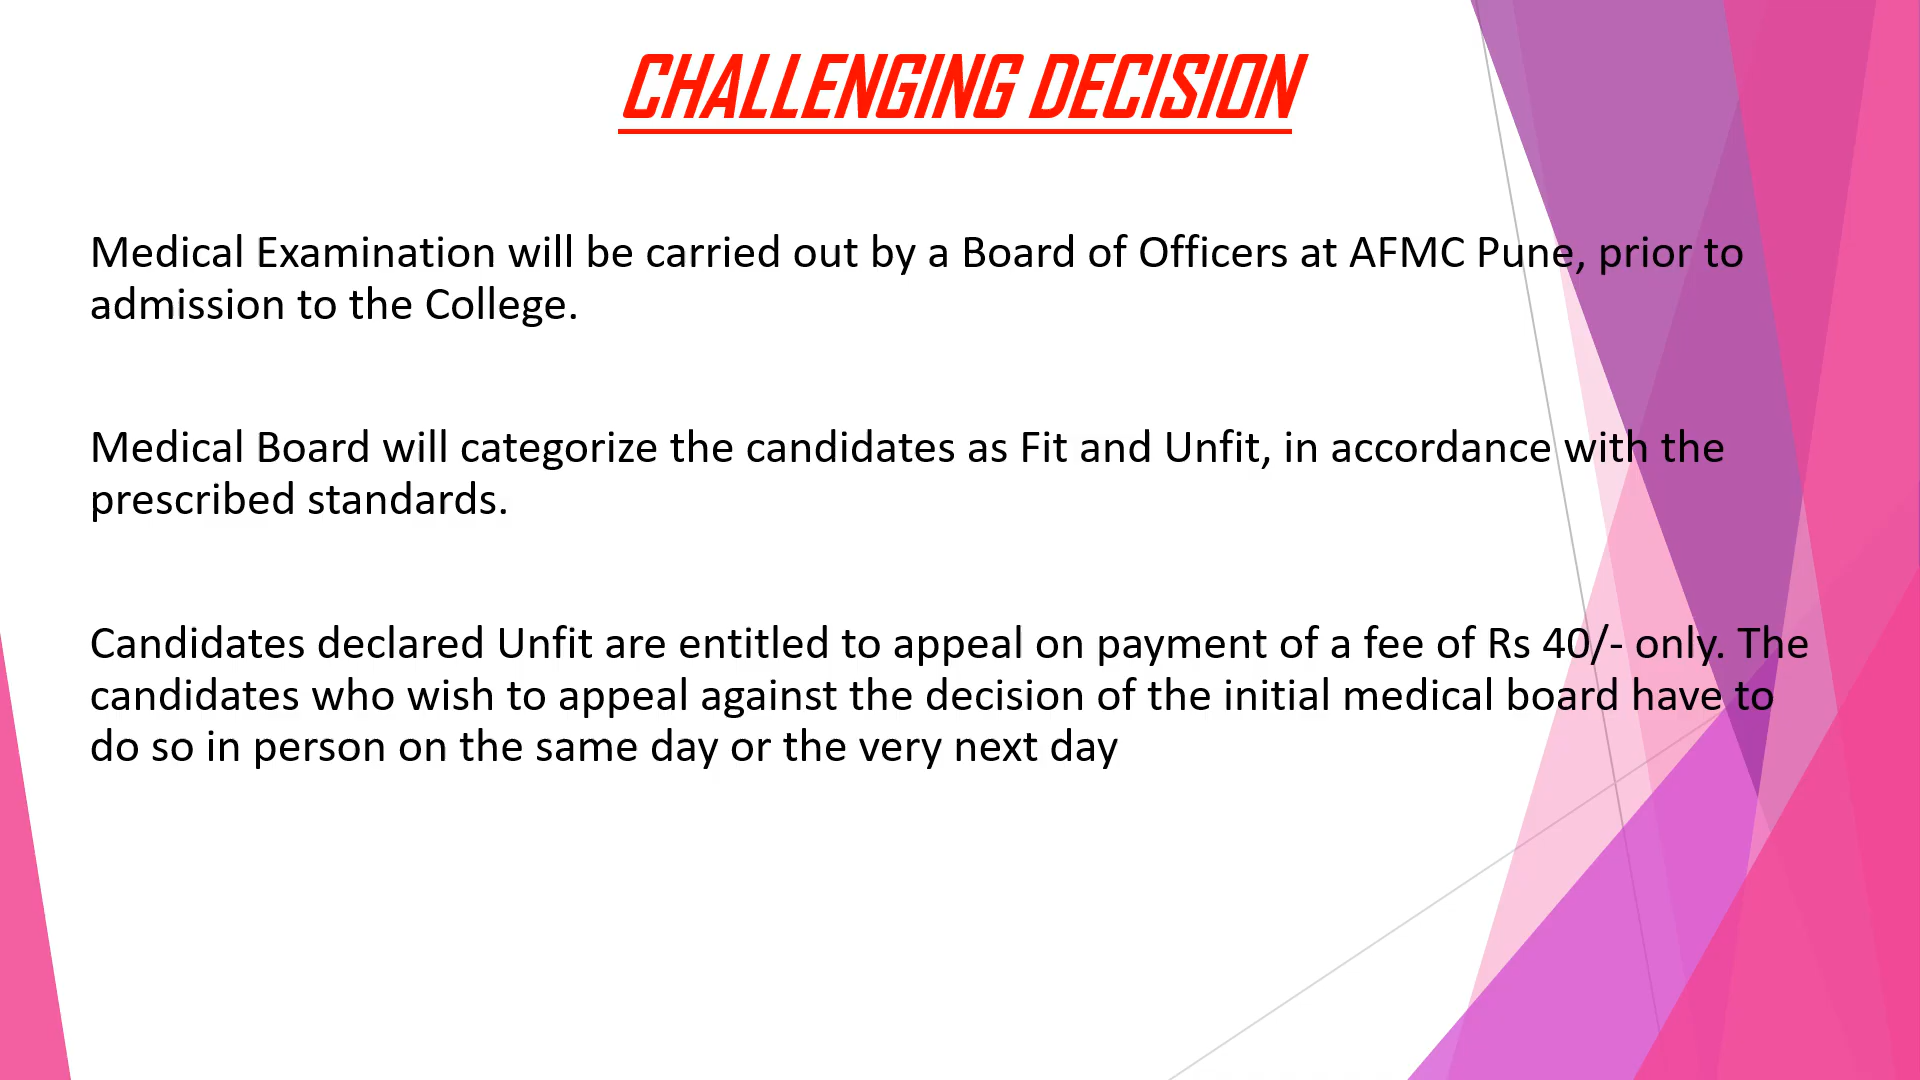 CHALLENGING DECISION
Medical Examination will be carried out by a Board of Officers at AFMC Pune, prior to
admission to the College.
Medical Board will categorize the candidates as Fit and Unfit, in accordance with the
prescribed standards.
Candidates declared Unfit are entitled to appeal on payment of a fee of Rs 40/- only. The
candidates who wish to appeal against the decision of the initial medical board have to
do so in person on the same day or the very next day